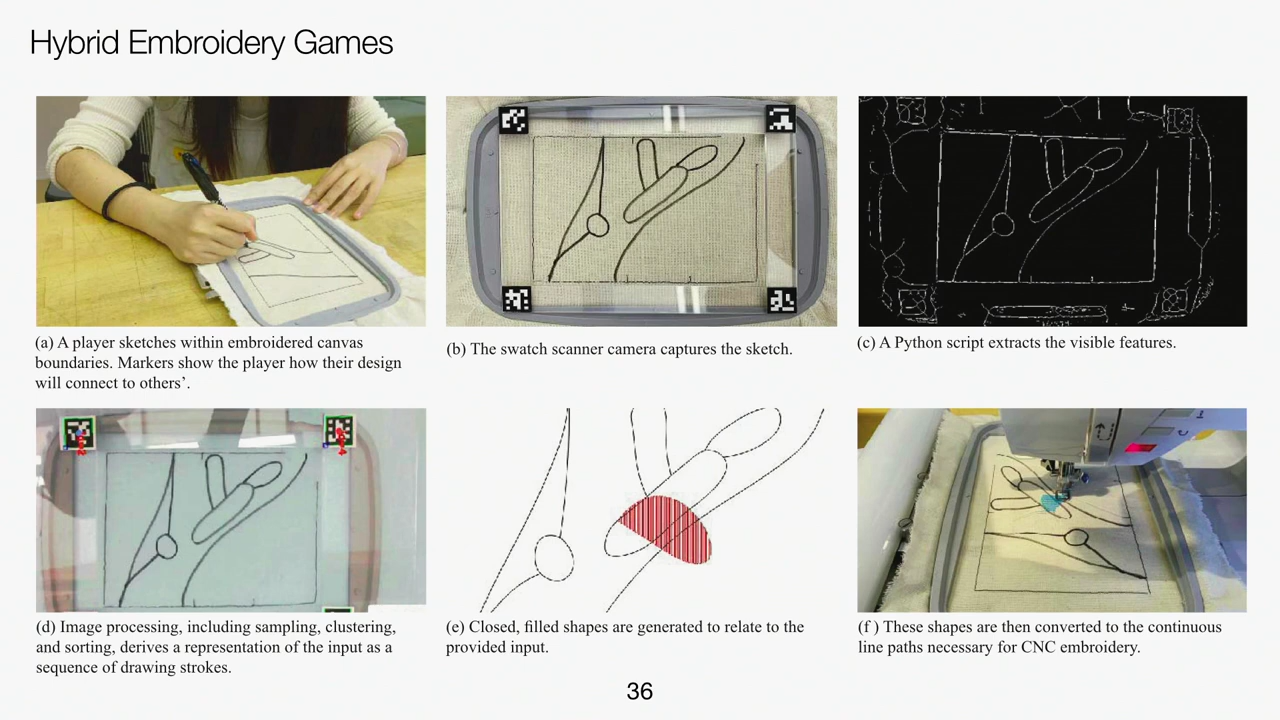 Hybrid Embroidery Games
(a) A player sketches within embroidered canvas
boundaries. Markers show the player how their design
will connect to others’.
(b) The swatch scanner camera captures the sketch.
(c) A Python script extracts the visible features.
(d) Image processing, including sampling, clustering,
and sorting, derives a representation of the input as a
sequence of drawing strokes.
(e) Closed, filled shapes are generated to relate to the
provided input.
(f ) These shapes are then converted to the continuous
line paths necessary for CNC embroidery.
36